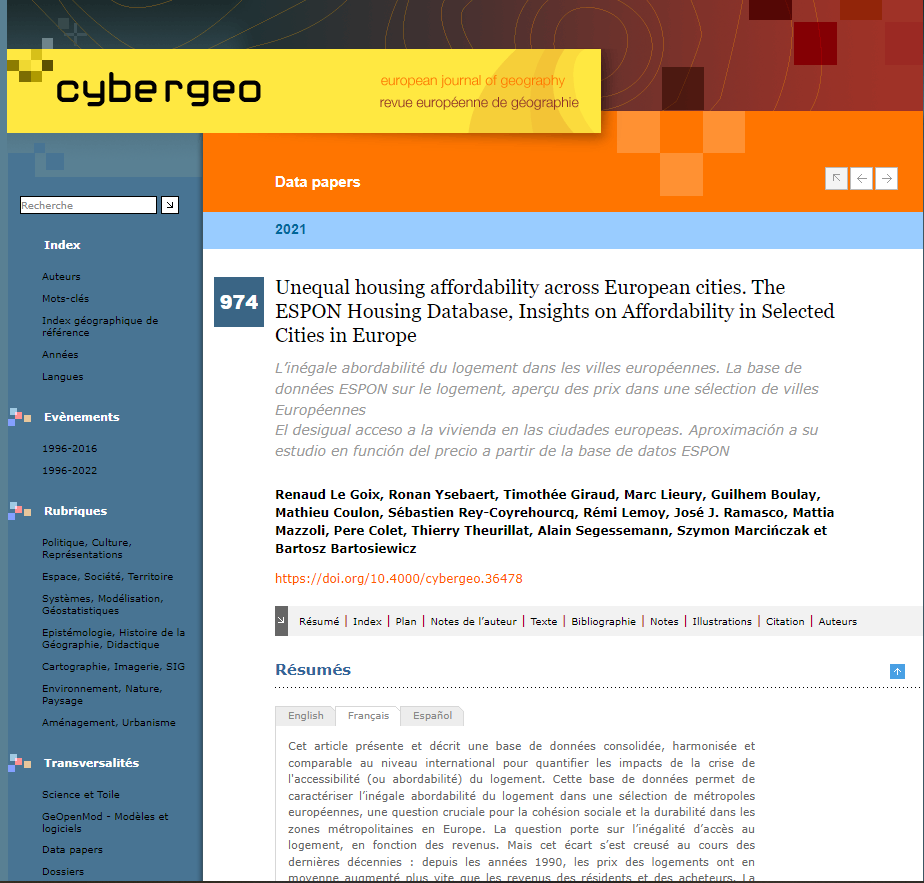 cybergeo
european journal of geography
revue européenne de géographie
Data papers
2021
Recherche
Index
Auteurs
Mots-clés
Index géographique de
référence
Années
Langues
Evènements
1996-2016
1996-2022
Rubriques
Politique, Culture,
Représentations
Espace, Société, Territoire
Systèmes, Modélisation,
Géostatistiques
Epistémologie, Histoire de la
Géographie, Didactique
Cartographie, Imagerie, SIG
Environnement, Nature,
Paysage
Aménagement, Urbanisme
Transversalités
Science et Toile
GeOpenMod - Modèles et
logiciels
Data papers
Dossiers
974
Unequal housing affordability across European cities. The
ESPON Housing Database, Insights on Affordability in Selected
Cities in Europe
L’inégale abordabilité du logement dans les villes européennes. La base de
données ESPON sur le logement, aperçu des prix dans une sélection de villes
Européennes
El desigual acceso a la vivienda en las ciudades europeas. Aproximación a su
estudio en función del precio a partir de la base de datos ESPON
Renaud Le Goix, Ronan Ysebaert, Timothée Giraud, Marc Lieury, Guilhem Boulay,
Mathieu Coulon, Sébastien Rey-Coyrehourcq, Rémi Lemoy, José J. Ramasco, Mattia
Mazzoli, Pere Colet, Thierry Theurillat, Alain Segessemann, Szymon Marcińczak et
Bartosz Bartosiewicz
https://doi.org/10.4000/cybergeo.36478
Résumé | Index | Plan | Notes de l’auteur | Texte | Bibliographie | Notes | Illustrations | Citation | Auteurs
Résumés
English Français Español
Cet article présente et décrit une base de données consolidée, harmonisée et
comparable au niveau international pour quantifier les impacts de la crise de
l'accessibilité (ou abordabilité) du logement. Cette base de données permet de
caractériser l’inégale abordabilité du logement dans une sélection de métropoles
européennes, une question cruciale pour la cohésion sociale et la durabilité dans les
zones métropolitaines en Europe. La question porte sur l’inégalité d’accès au
logement, en fonction des revenus. Mais cet écart s’est creusé au cours des
dernières décennies : depuis les années 1990, les prix des logements ont en
moyenne augmenté plus vite que les revenus des résidents et des acheteurs. La